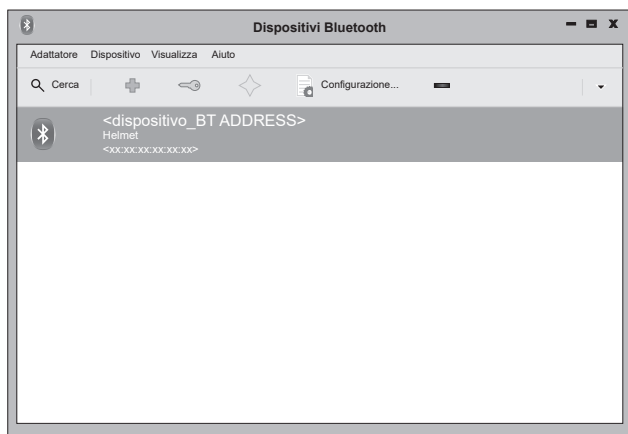 Dispositivi Bluetooth
Adattatore Dispositivo Visualizza Aiuto
Cerca Configurazione...
<dispositivo_BT ADDRESS>
Helmet
<xx:xx:xx:xx:xx:xx>